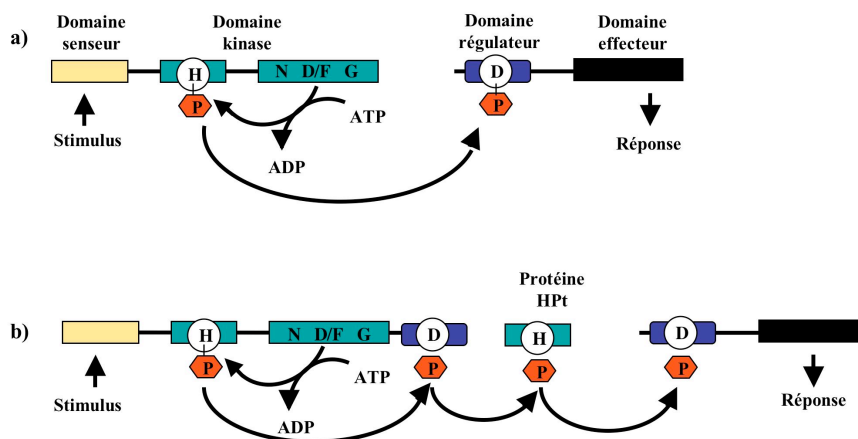 a)
Domaine
senseur
Domaine
kinase
Domaine
régulateur
Domaine
effecteur
H
N D/F G
D
P
P
ATP
Stimulus
ADP
Réponse
Protéine
HPt
b)
H
N D/F G
D
H
D
P
P
P
P
ATP
Stimulus
ADP
Réponse